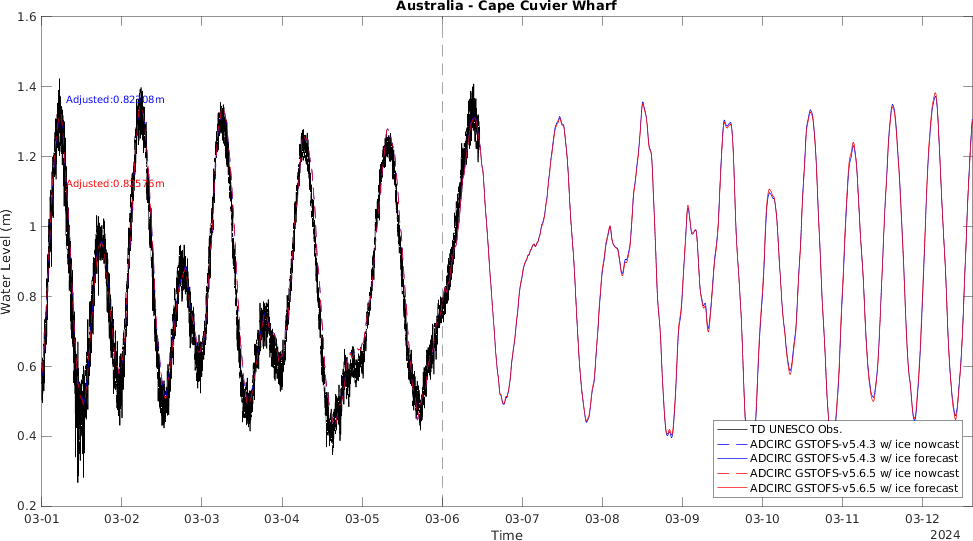 Australia - Cape Cuvier Wharf
Water Level (m)
1.6
1.4
1.2
1
0.8
0.6
0.4
0.2
Adjusted:0.82208m
Adjusted:0.82576m
TD UNESCO Obs.
ADCIRC GSTOFS-v5.4.3 w/ ice nowcast
ADCIRC GSTOFS-v5.4.3 w/ ice forecast
ADCIRC GSTOFS-v5.6.5 w/ ice nowcast
ADCIRC GSTOFS-v5.6.5 w/ ice forecast
03-01 03-02 03-03 03-04 03-05 03-06 03-07 03-08 03-09 03-10 03-11 03-12
Time
2024